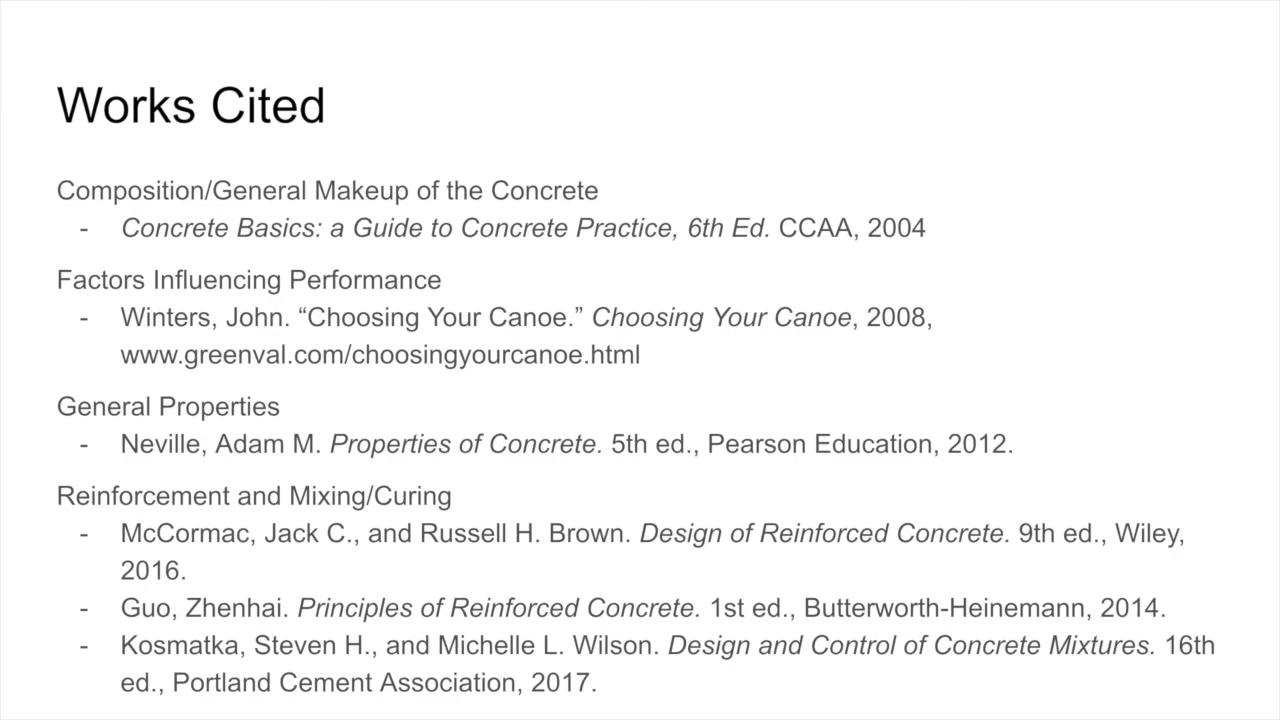 Works Cited
Composition/General Makeup of the Concrete
- Concrete Basics: a Guide to Concrete Practice, 6th Ed. CCAA, 2004
Factors Influencing Performance
- Winters, John. “Choosing Your Canoe.” Choosing Your Canoe, 2008,
www.greenval.com/choosingyourcanoe.html
General Properties
- Neville, Adam M. Properties of Concrete. 5th ed., Pearson Education, 2012.
Reinforcement and Mixing/Curing
- McCormac, Jack C., and Russell H. Brown. Design of Reinforced Concrete. 9th ed., Wiley,
2016.
- Guo, Zhenhai. Principles of Reinforced Concrete. 1st ed., Butterworth-Heinemann, 2014.
- Kosmatka, Steven H., and Michelle L. Wilson. Design and Control of Concrete Mixtures. 16th
ed., Portland Cement Association, 2017.